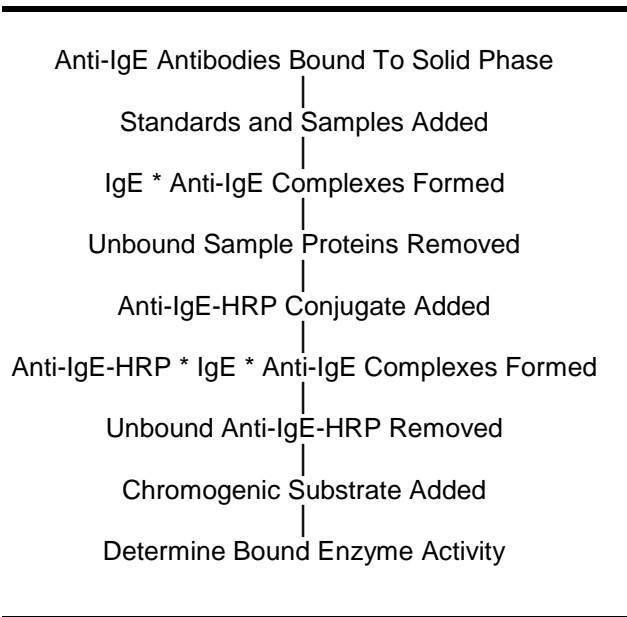 Anti-IgE Antibodies Bound To Solid Phase
Standards and Samples Added
IgE * Anti-IgE Complexes Formed
Unbound Sample Proteins Removed
Anti-IgE-HRP Conjugate Added
Anti-IgE-HRP * IgE * Anti-IgE Complexes Formed
Unbound Anti-IgE-HRP Removed
Chromogenic Substrate Added
Determine Bound Enzyme Activity